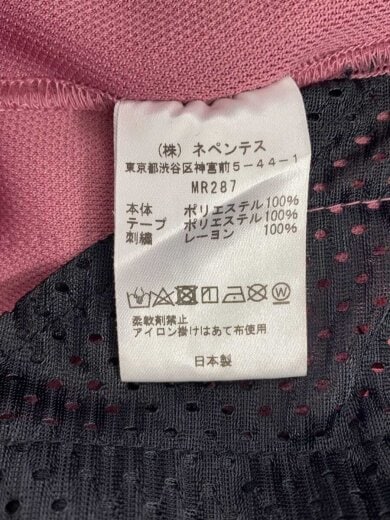 (株) ネペンテス
東京都渋谷区神宮前5-44-1
MR287
本体 ポリエステル100%
テープ ポリエステル100%
刺繍 レーヨン 100%
柔軟剤禁止
アイロン掛けはあて布使用
日本製